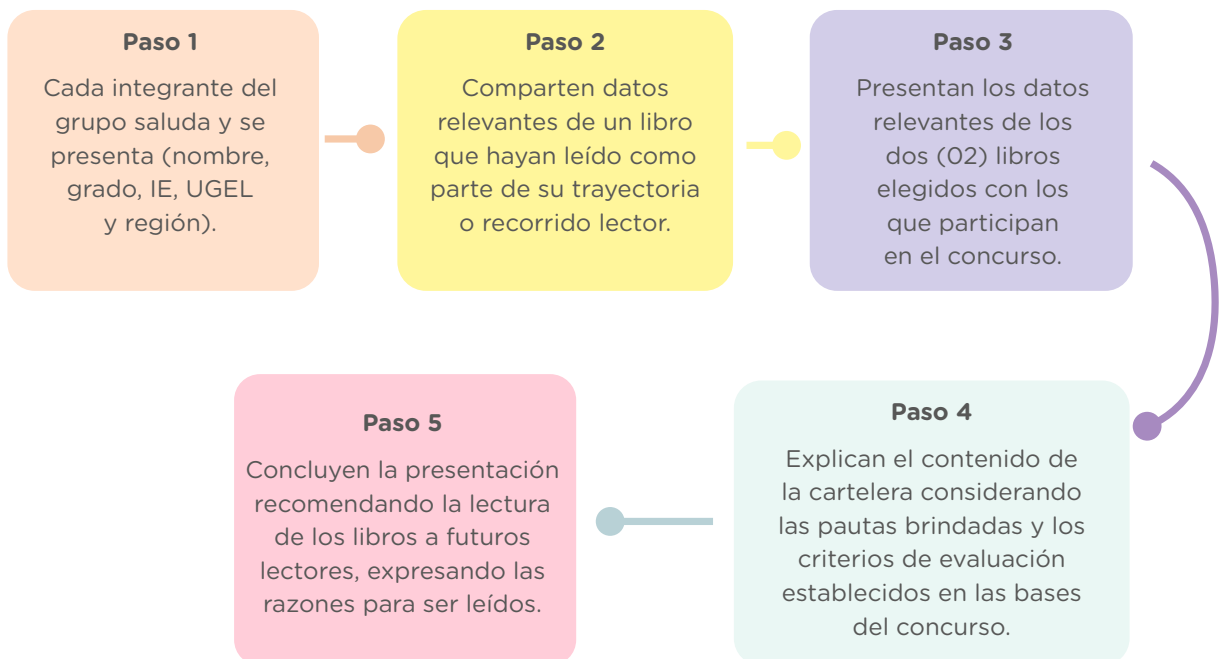 Paso 1
Cada integrante del
grupo saluda y se
presenta (nombre,
grado, IE, UGEL
y región).
Paso 2
Comparten datos
relevantes de un libro
que hayan leído como
parte de su trayectoria
o recorrido lector.
Paso 3
Presentan los datos
relevantes de los
dos (02) libros
elegidos con los
que participan
en el concurso.
Paso 4
Explican el contenido de
la cartelera considerando
las pautas brindadas y los
criterios de evaluación
establecidos en las bases
del concurso.
Paso 5
Concluyen la presentación
recomendando la lectura
de los libros a futuros
lectores, expresando las
razones para ser leídos.